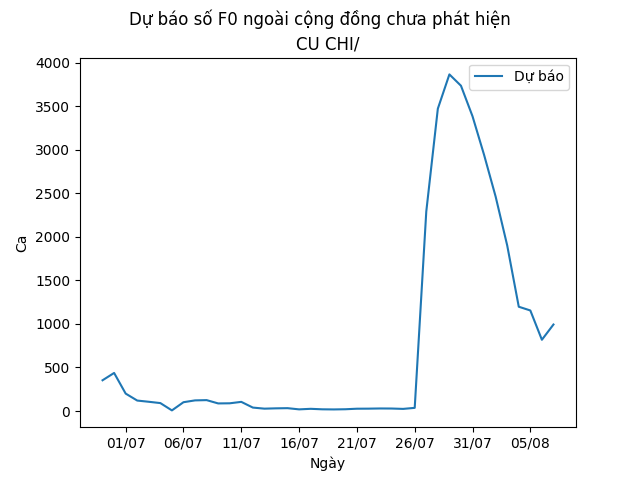 Dự báo số F0 ngoài cộng đồng chưa phát hiện
CU CHI/
Dự báo
4000
3500
3000
2500
2000
1500
1000
500
0
Ca
01/07 06/07 11/07 16/07 21/07 26/07 31/07 05/08
Ngày